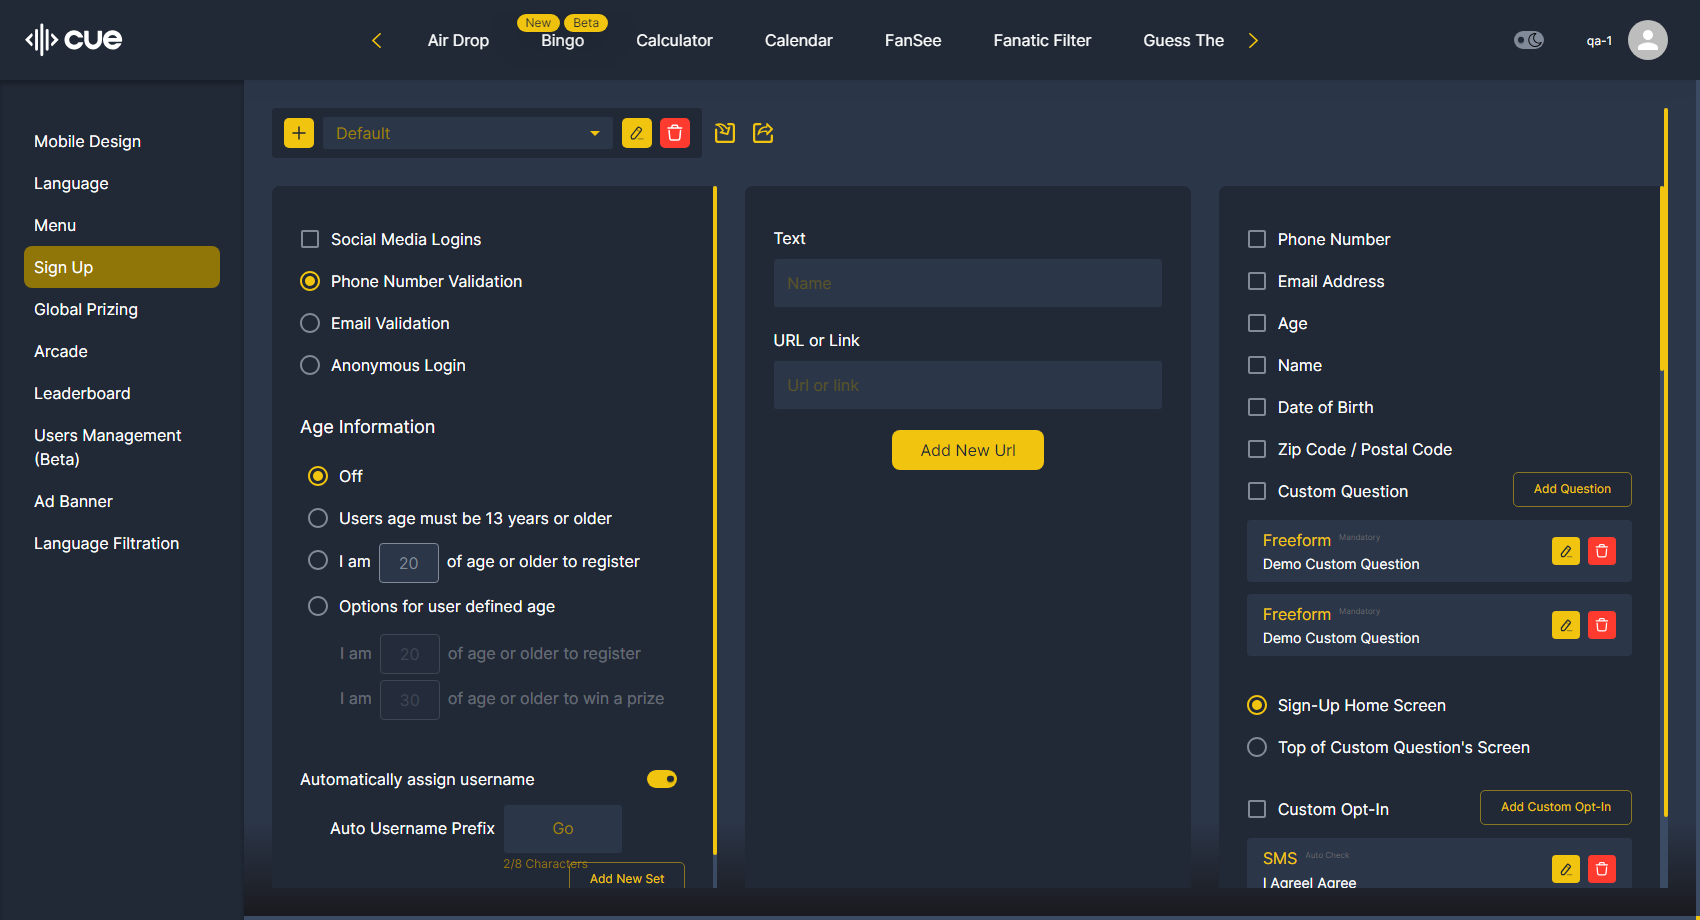 cue
New
Beta
Air Drop
Bingo
Calculator
Calendar
FanSee
Fanatic Filter
Guess The
qa-1
Mobile Design
Language
Menu
Sign Up
Global Prizing
Arcade
Leaderboard
Users Management
(Beta)
Ad Banner
Language Filtration
Default
Social Media Logins
Phone Number Validation
Email Validation
Anonymous Login
Age Information
Off
Users age must be 13 years or older
I am 20 of age or older to register
Options for user defined age
I am 20 of age or older to register
I am 30 of age or older to win a prize
Automatically assign username
Auto Username Prefix Go
2/8 Characters
Add New Set
Text
Name
URL or Link
Url or link
Add New Url
Phone Number
Email Address
Age
Name
Date of Birth
Zip Code / Postal Code
Custom Question
Add Question
Freeform Mandatory
Demo Custom Question
Freeform Mandatory
Demo Custom Question
Sign-Up Home Screen
Top of Custom Question's Screen
Custom Opt-In
Add Custom Opt-In
SMS Auto Check
I AgreeI Agree